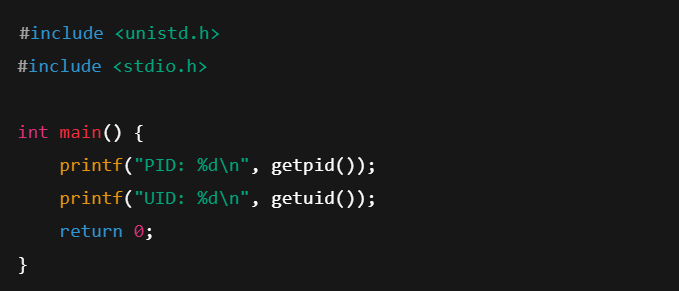 #include <unistd.h>
#include <stdio.h>
int main() {
    printf("PID: %d\n", getpid());
    printf("UID: %d\n", getuid());
    return 0;
}